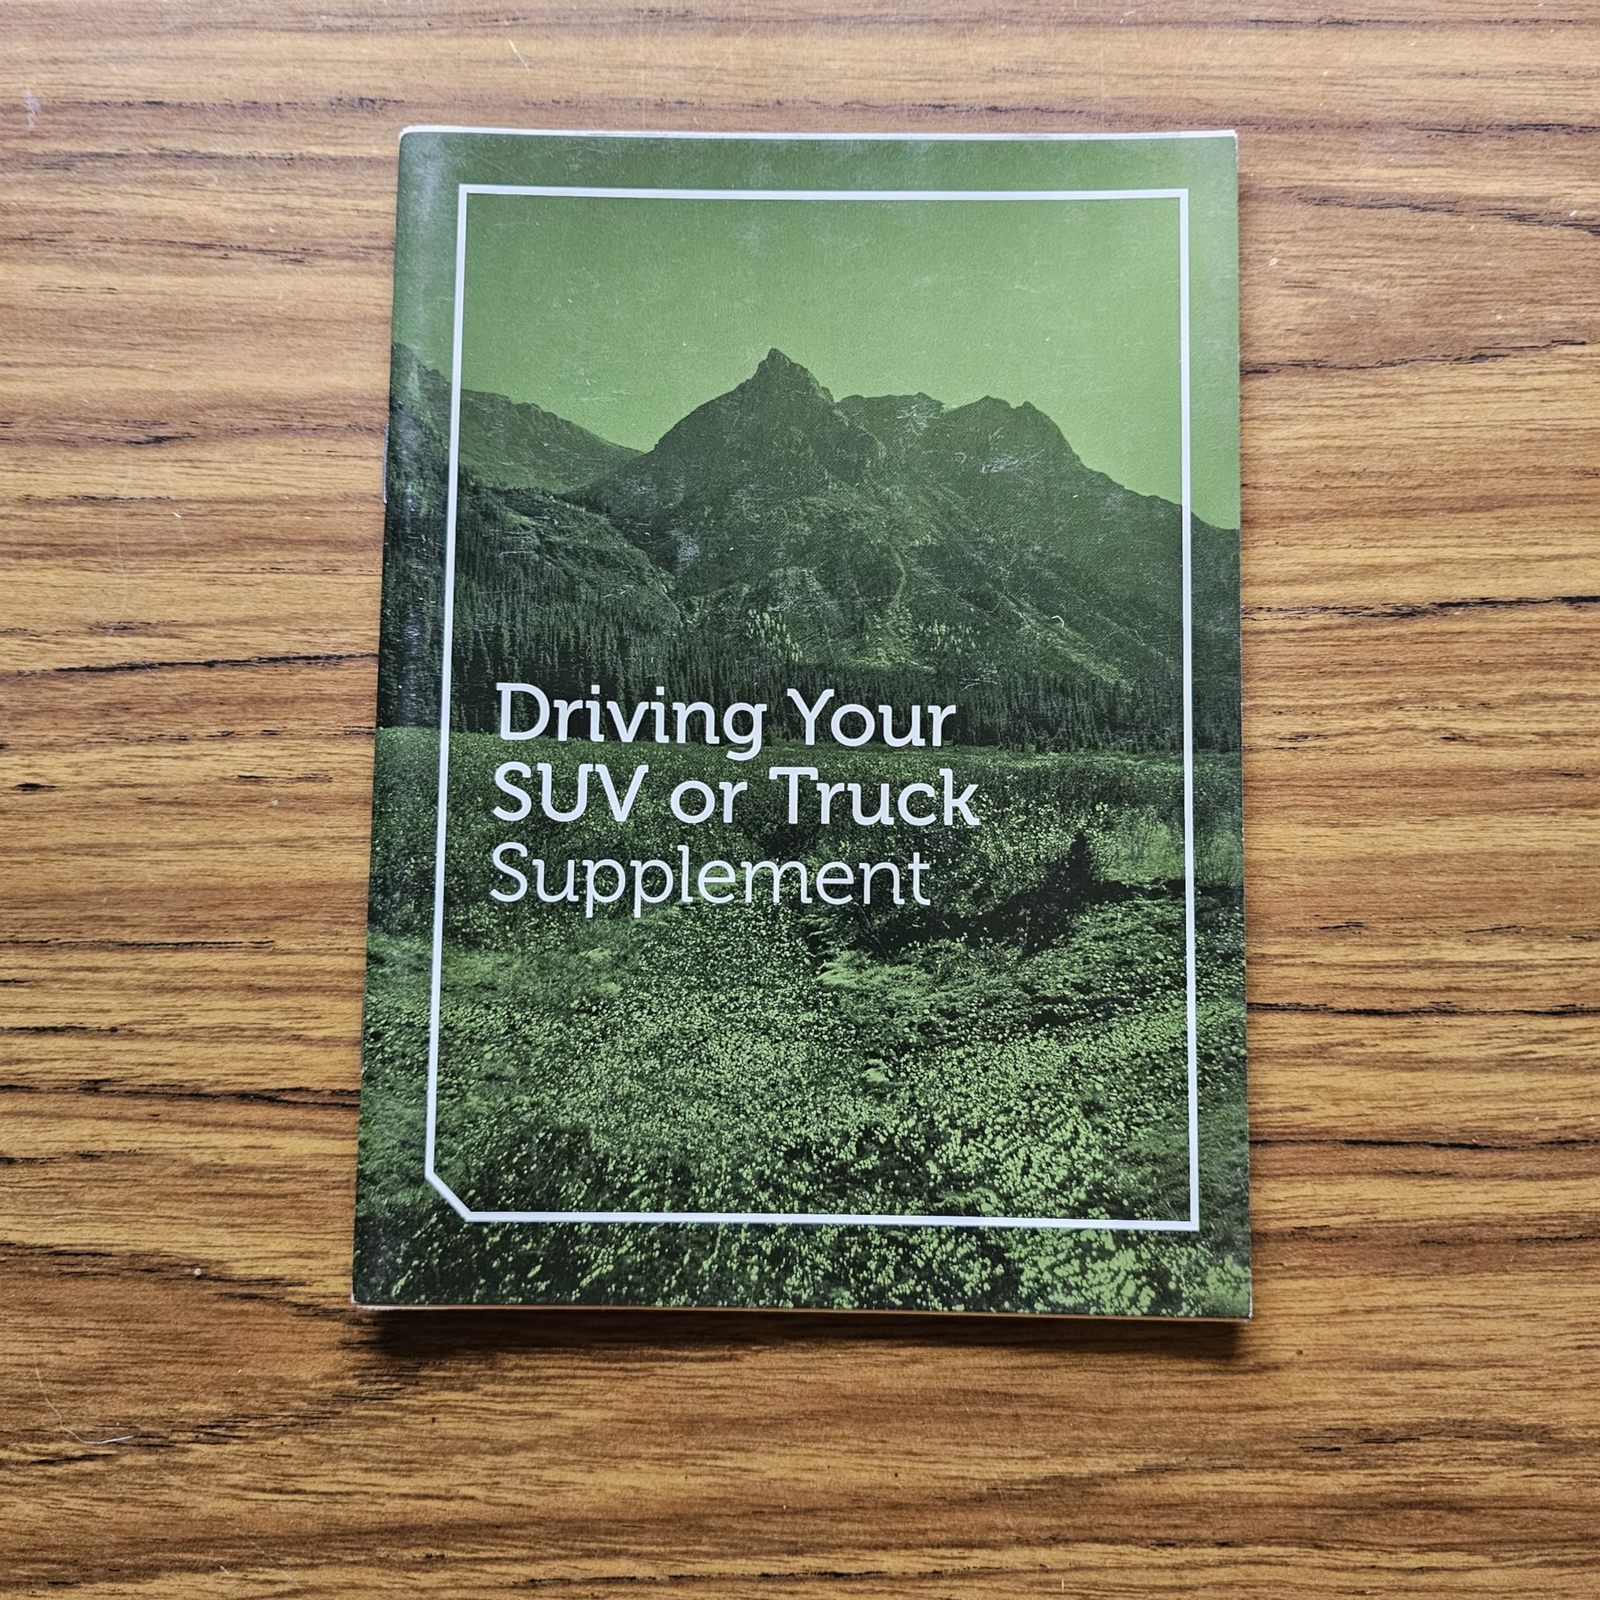 Driving Your
SUV or Truck
Supplement